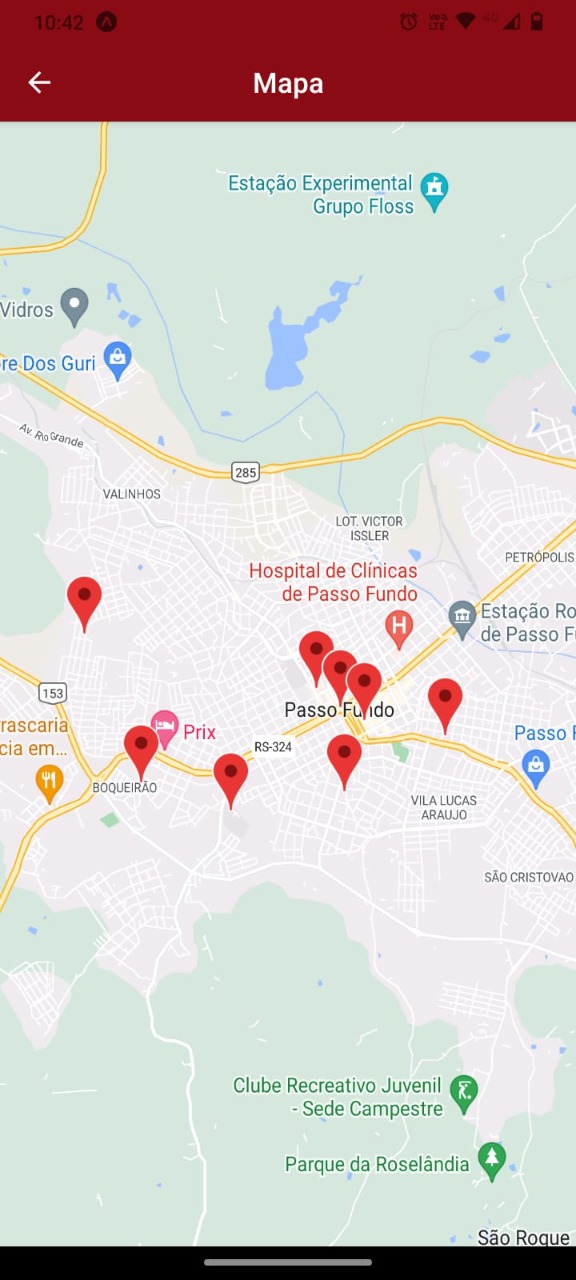 10:42
Vo))
LTE
4G
Mapa
Estação Experimental
Grupo Floss
Vidros
re Dos Guri
Av. Rio Grande
285
VALINHOS
LOT. VICTOR
ISSLER
PETRÓPOLIS
Hospital de Clínicas
de Passo Fundo
H
Estação Ro
de Passo Fu
153
Passo Fundo
rascaria
cia em...
Prix
RS-324
Passo F
BOQUEIRÃO
VILA LUCAS
ARAUJO
SÃO CRISTOVAO
Clube Recreativo Juvenil
- Sede Campestre
Parque da Roselândia
São Roque